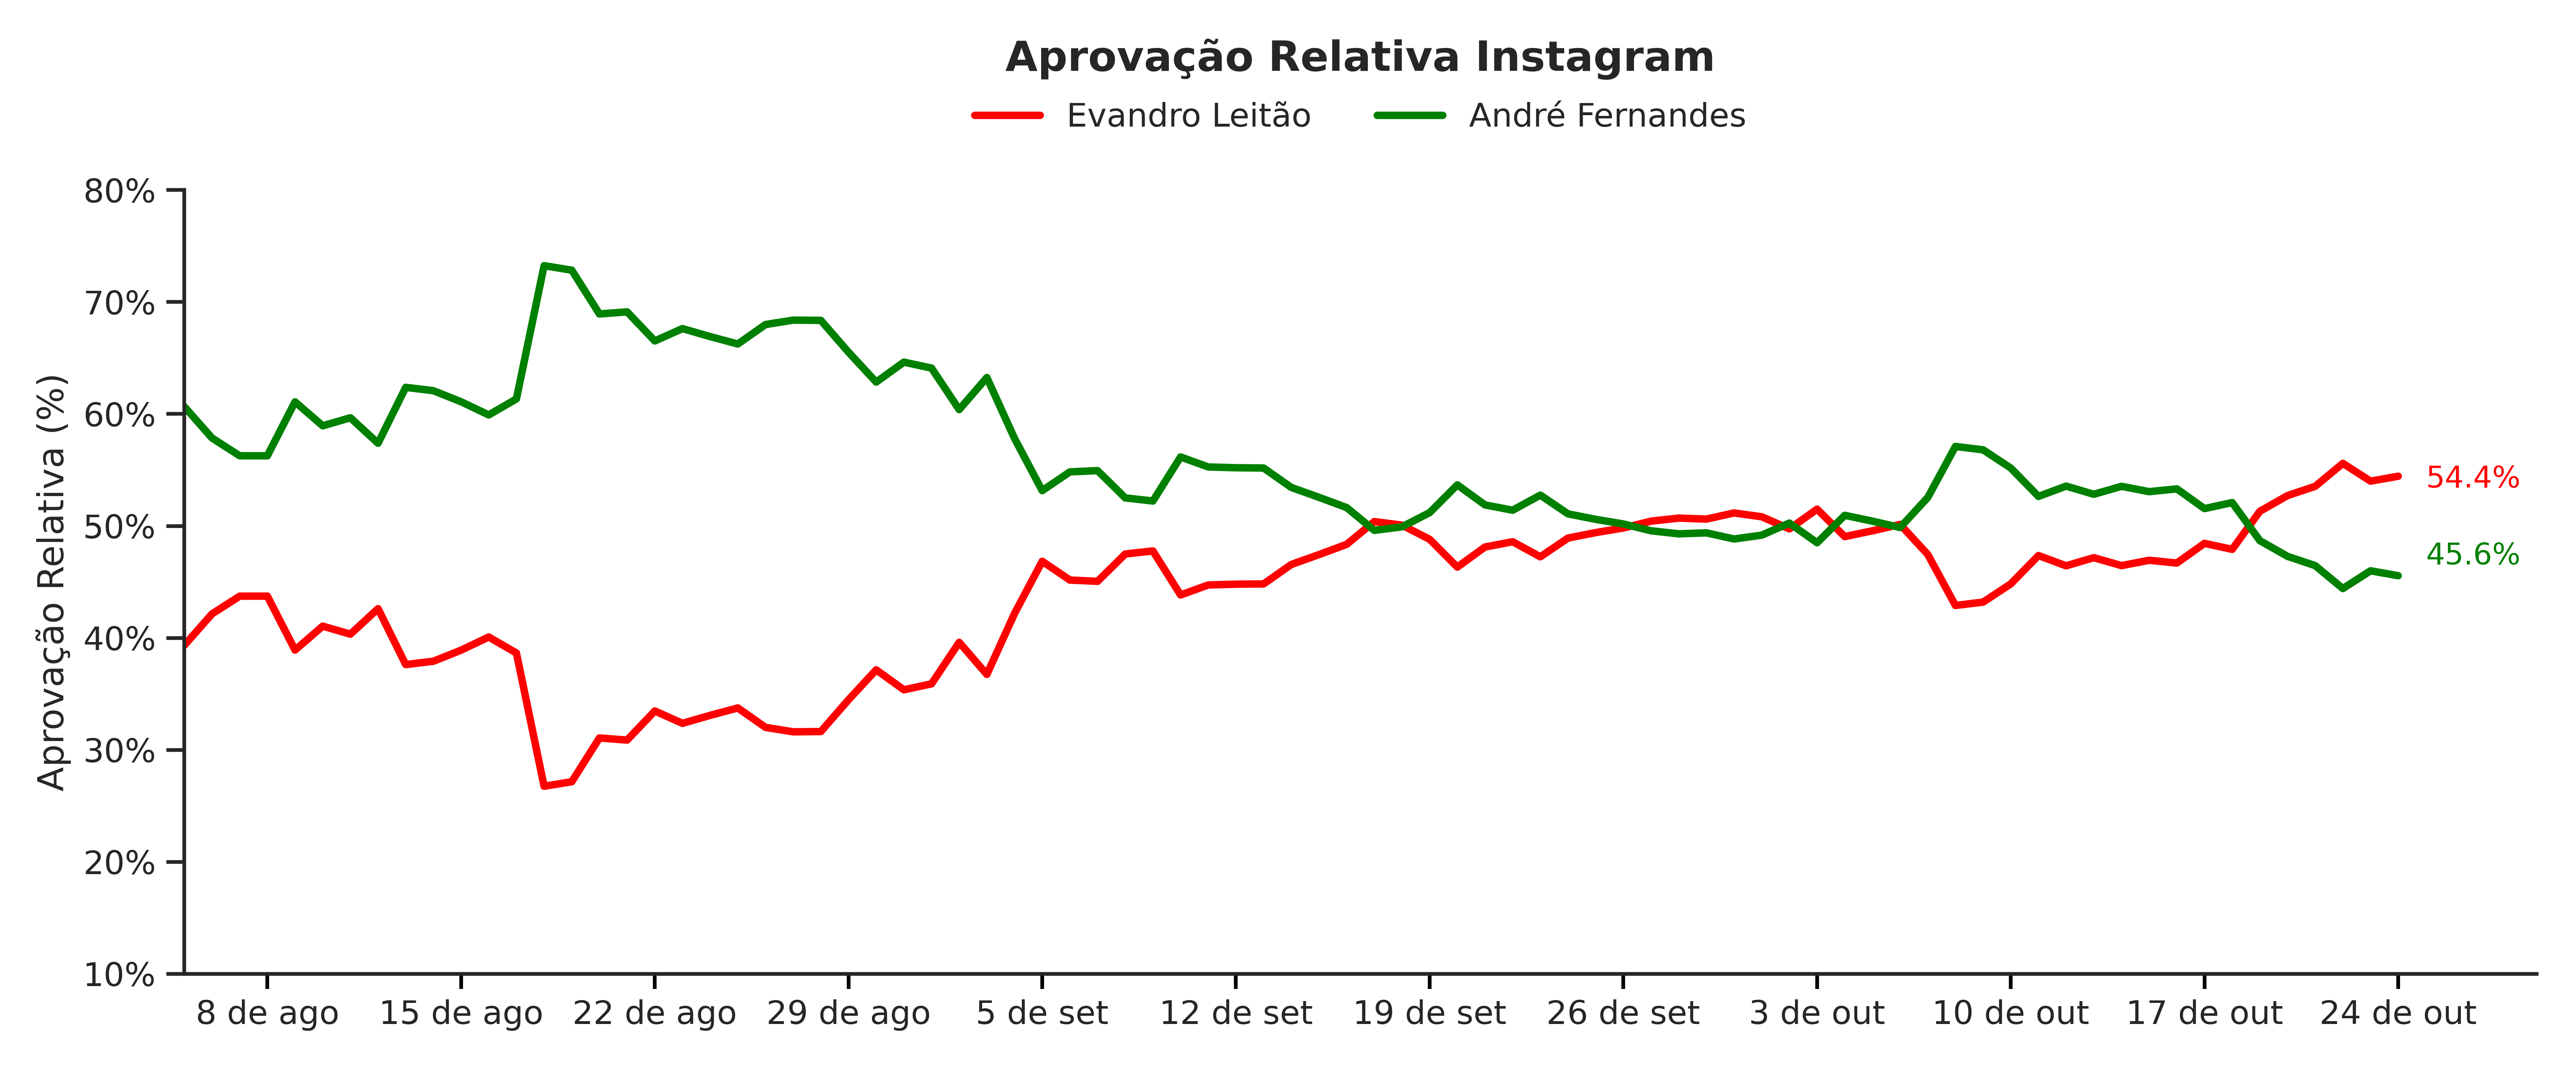 Aprovação Relativa Instagram
Evandro Leitão
André Fernandes
Aprovação Relativa (%)
80%
70%
60%
50%
40%
30%
20%
10%
54.4%
45.6%
8 de ago
15 de ago
22 de ago
29 de ago
5 de set
12 de set
19 de set
26 de set
3 de out
10 de out
17 de out
24 de out